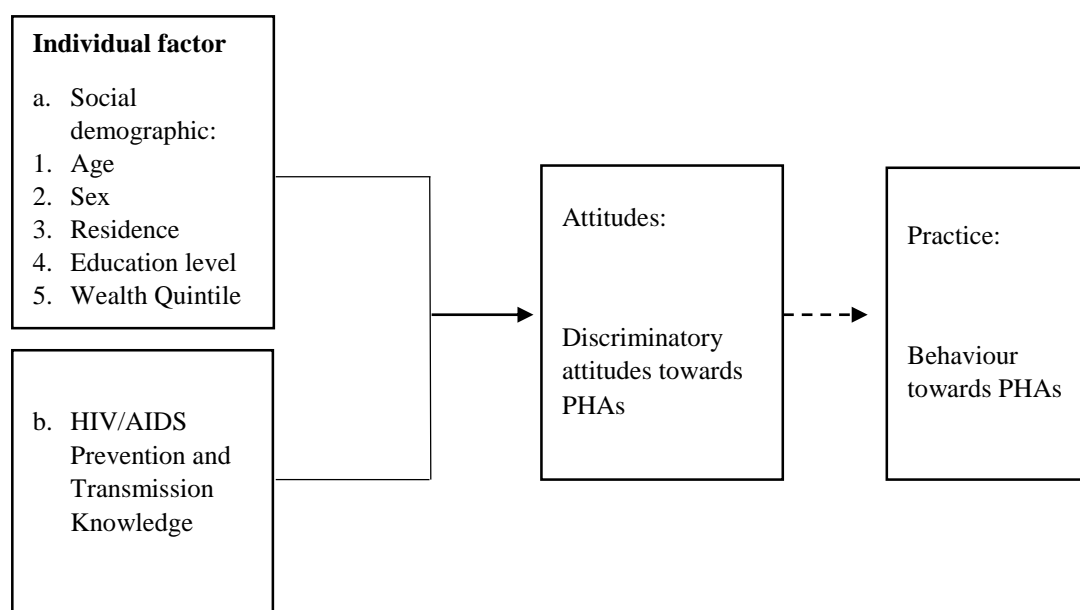 Individual factor
a. Social
demographic:
1. Age
2. Sex
3. Residence
4. Education level
5. Wealth Quintile
b. HIV/AIDS
Prevention and
Transmission
Knowledge
Attitudes:
Discriminatory
attitudes towards
PHAs
Practice:
Behaviour
towards PHAs